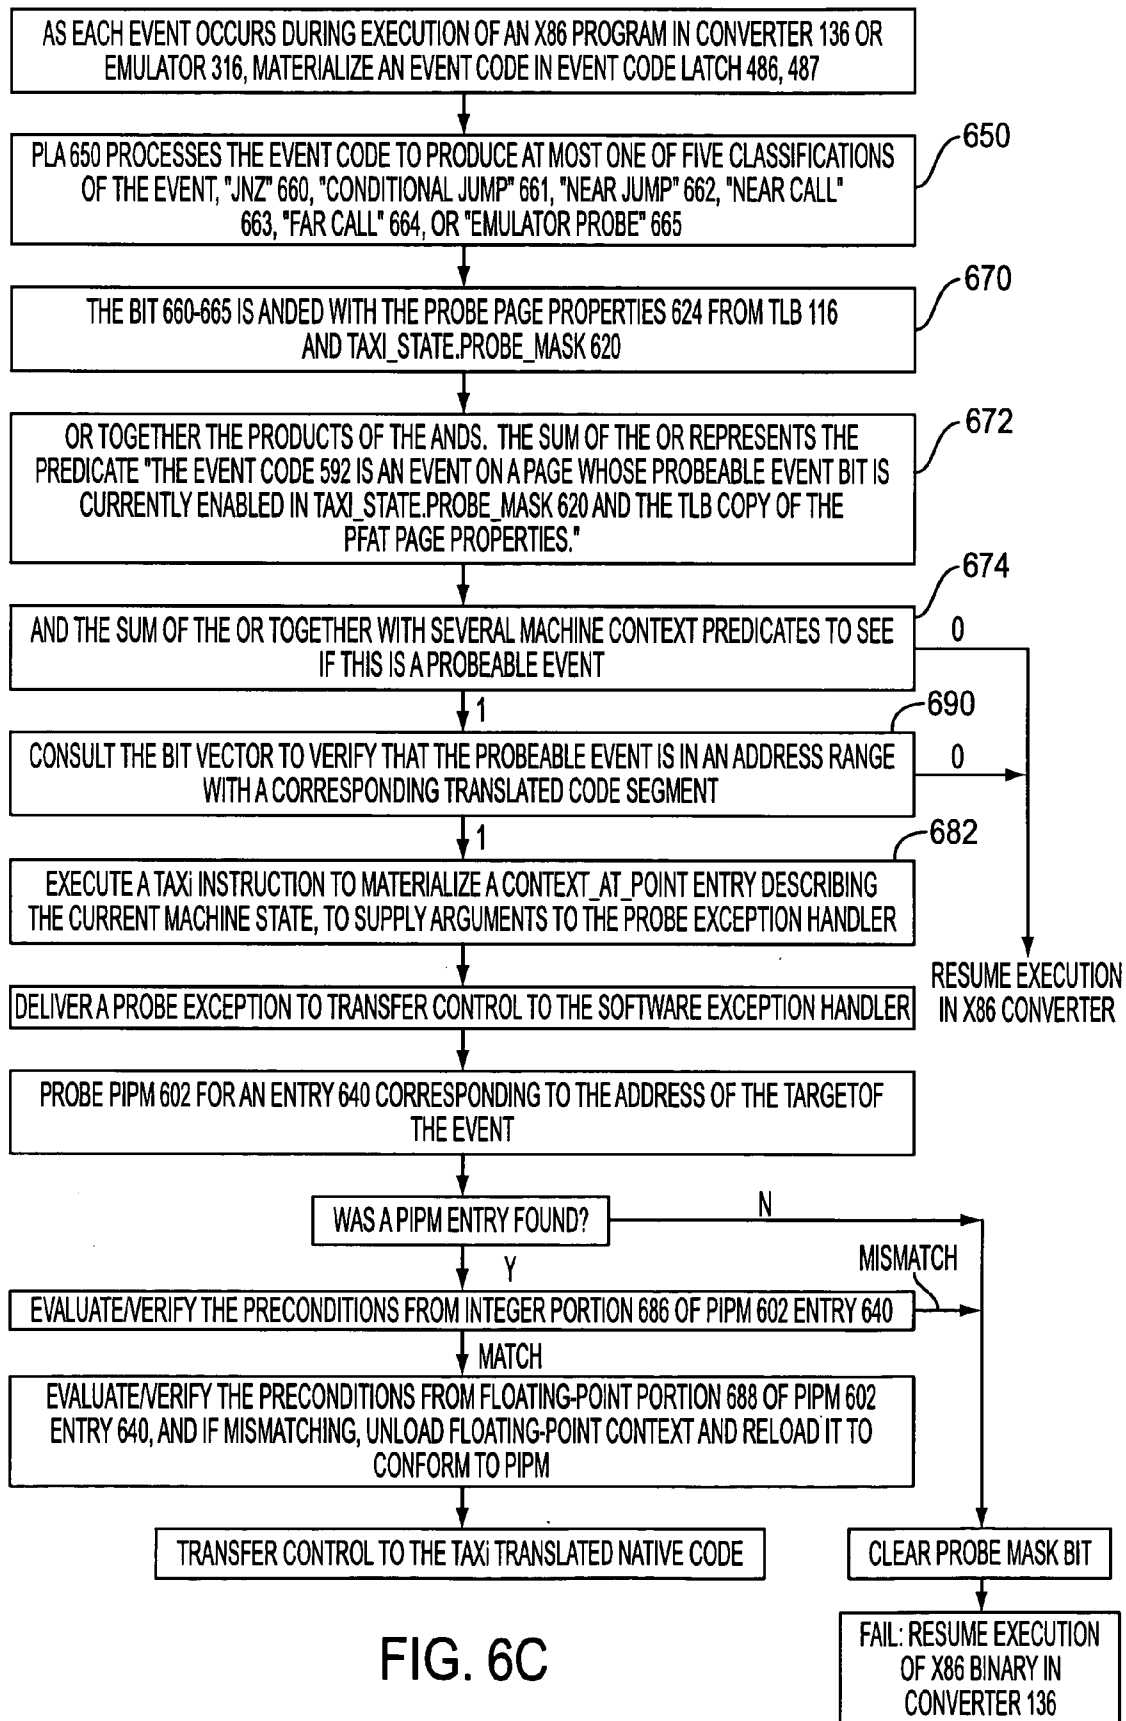 AS EACH EVENT OCCURS DURING EXECUTION OF AN X86 PROGRAM IN CONVERTER 136 OR
EMULATOR 316, MATERIALIZE AN EVENT CODE IN EVENT CODE LATCH 486, 487
650
PLA 650 PROCESSES THE EVENT CODE TO PRODUCE AT MOST ONE OF FIVE CLASSIFICATIONS
OF THE EVENT, "JNZ" 660, "CONDITIONAL JUMP" 661, "NEAR JUMP" 662, "NEAR CALL"
663, "FAR CALL" 664, OR "EMULATOR PROBE" 665
670
THE BIT 660-665 IS ANDED WITH THE PROBE PAGE PROPERTIES 624 FROM TLB 116
AND TAXI_STATE.PROBE_MASK 620
672
OR TOGETHER THE PRODUCTS OF THE ANDS. THE SUM OF THE OR REPRESENTS THE
PREDICATE "THE EVENT CODE 592 IS AN EVENT ON A PAGE WHOSE PROBEABLE EVENT BIT IS
CURRENTLY ENABLED IN TAXI_STATE.PROBE_MASK 620 AND THE TLB COPY OF THE
PFAT PAGE PROPERTIES."
674
AND THE SUM OF THE OR TOGETHER WITH SEVERAL MACHINE CONTEXT PREDICATES TO SEE
IF THIS IS A PROBEABLE EVENT
0
1
690
CONSULT THE BIT VECTOR TO VERIFY THAT THE PROBEABLE EVENT IS IN AN ADDRESS RANGE
WITH A CORRESPONDING TRANSLATED CODE SEGMENT
0
1
682
EXECUTE A TAXi INSTRUCTION TO MATERIALIZE A CONTEXT_AT_POINT ENTRY DESCRIBING
THE CURRENT MACHINE STATE, TO SUPPLY ARGUMENTS TO THE PROBE EXCEPTION HANDLER
RESUME EXECUTION
IN X86 CONVERTER
DELIVER A PROBE EXCEPTION TO TRANSFER CONTROL TO THE SOFTWARE EXCEPTION HANDLER
PROBE PIPM 602 FOR AN ENTRY 640 CORRESPONDING TO THE ADDRESS OF THE TARGETOF
THE EVENT
WAS A PIPM ENTRY FOUND?
N
Y
MISMATCH
EVALUATE/VERIFY THE PRECONDITIONS FROM INTEGER PORTION 686 OF PIPM 602 ENTRY 640
MATCH
EVALUATE/VERIFY THE PRECONDITIONS FROM FLOATING-POINT PORTION 688 OF PIPM 602
ENTRY 640, AND IF MISMATCHING, UNLOAD FLOATING-POINT CONTEXT AND RELOAD IT TO
CONFORM TO PIPM
TRANSFER CONTROL TO THE TAXi TRANSLATED NATIVE CODE
CLEAR PROBE MASK BIT
FAIL: RESUME EXECUTION
OF X86 BINARY IN
CONVERTER 136
FIG. 6C